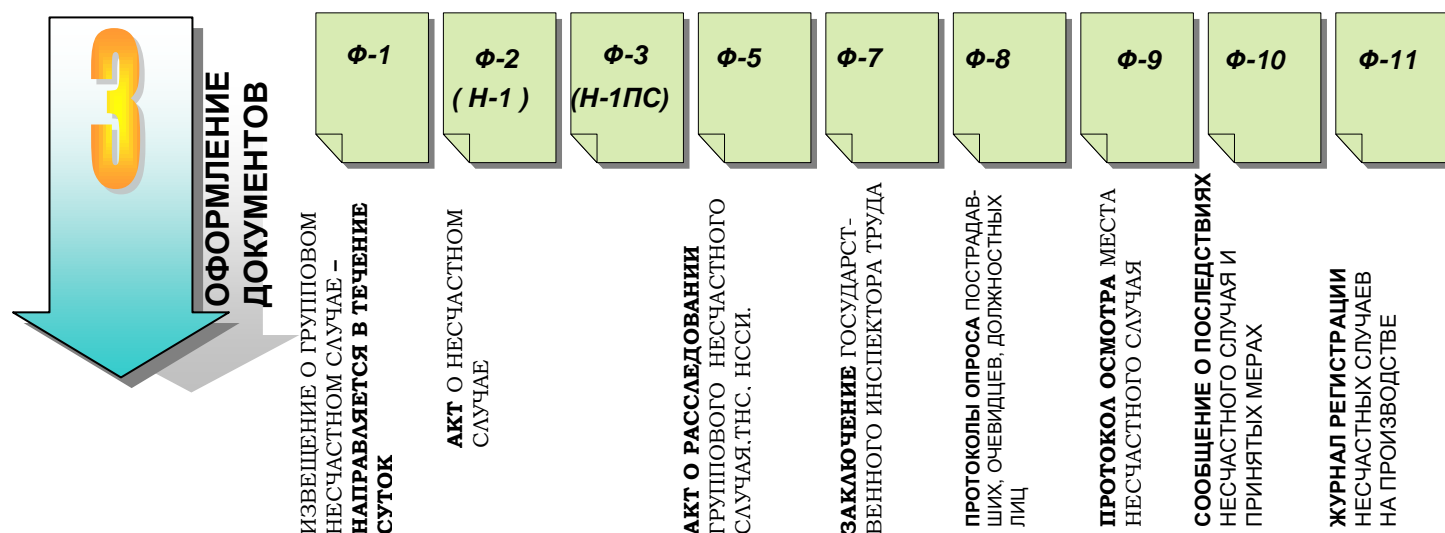 3
ОФОРМЛЕНИЕ
ДОКУМЕНТОВ
Ф-1
Ф-2
( Н-1 )
Ф-3
(Н-1ПС)
Ф-5
Ф-7
Ф-8
Ф-9
Ф-10
Ф-11
ИЗВЕЩЕНИЕ О ГРУППОВОМ
НЕСЧАСТНОМ СЛУЧАЕ –
НАПРАВЛЯЕТСЯ В ТЕЧЕНИЕ
СУТОК
АКТ О НЕСЧАСТНОМ
СЛУЧАЕ
АКТ О РАССЛЕДОВАНИИ
ГРУППОВОГО НЕСЧАСТНОГО
СЛУЧАЯ.ТНС. НССИ.
ЗАКЛЮЧЕНИЕ ГОСУДАРСТ-
ВЕННОГО ИНСПЕКТОРА ТРУДА
ПРОТОКОЛЫ ОПРОСА ПОСТРАДАВ-
ШИХ, ОЧЕВИДЦЕВ, ДОЛЖНОСТНЫХ
ЛИЦ
ПРОТОКОЛ ОСМОТРА МЕСТА
НЕСЧАСТНОГО СЛУЧАЯ
СООБЩЕНИЕ О ПОСЛЕДСТВИЯХ
НЕСЧАСТНОГО СЛУЧАЯ И
ПРИНЯТЫХ МЕРАХ
ЖУРНАЛ РЕГИСТРАЦИИ
НЕСЧАСТНЫХ СЛУЧАЕВ
НА ПРОИЗВОДСТВЕ